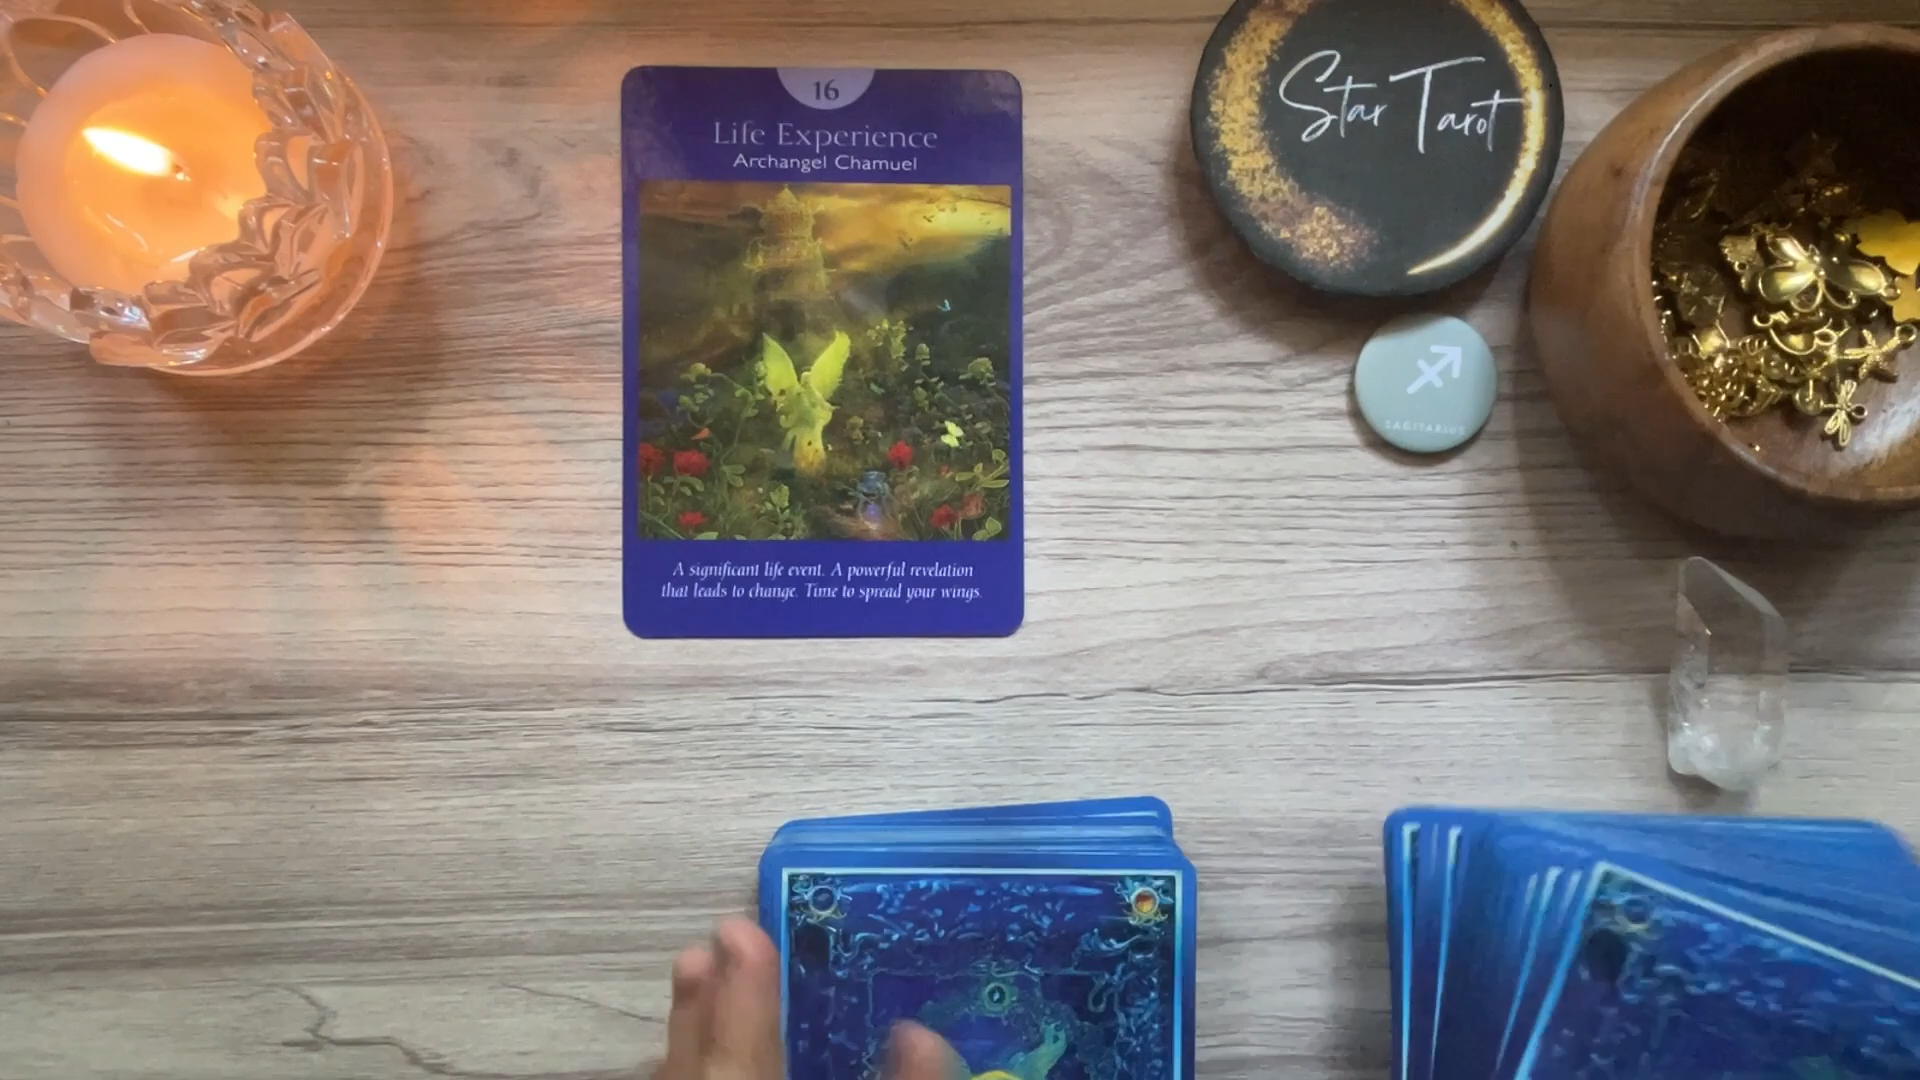 16
Life Experience
Archangel Chamuel
A significant life event. A powerful revelation
that leads to change. Time to spread your wings.
Star Tarot
SAGITARIUS